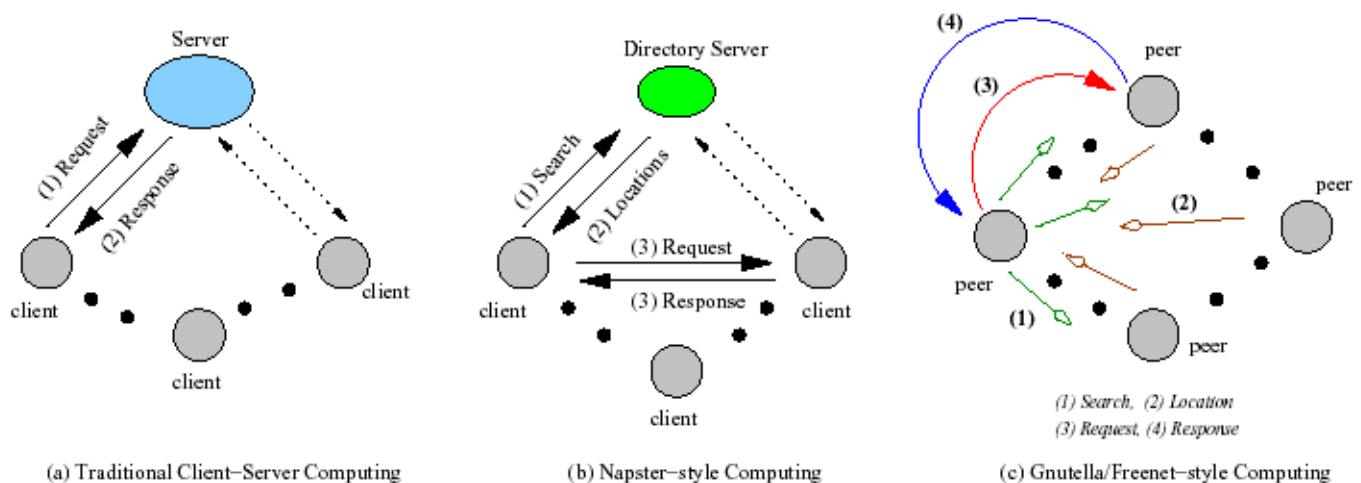 Server
(1) Request
(2) Response
client
client
client
(a) Traditional Client-Server Computing
Directory Server
(1) Search
(2) Locations
(3) Request
(3) Response
client
client
client
(b) Napster-style Computing
(4)
peer
(3)
(2)
peer
peer
(1)
peer
(1) Search, (2) Location
(3) Request, (4) Response
(c) Gnutella/Freenet-style Computing